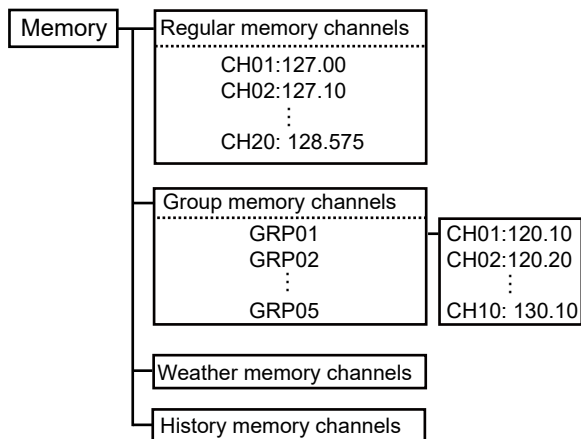 Memory
Regular memory channels
CH01:127.00
CH02:127.10
⋮
CH20: 128.575
Group memory channels
GRP01
GRP02
⋮
GRP05
CH01:120.10
CH02:120.20
⋮
CH10: 130.10
Weather memory channels
History memory channels